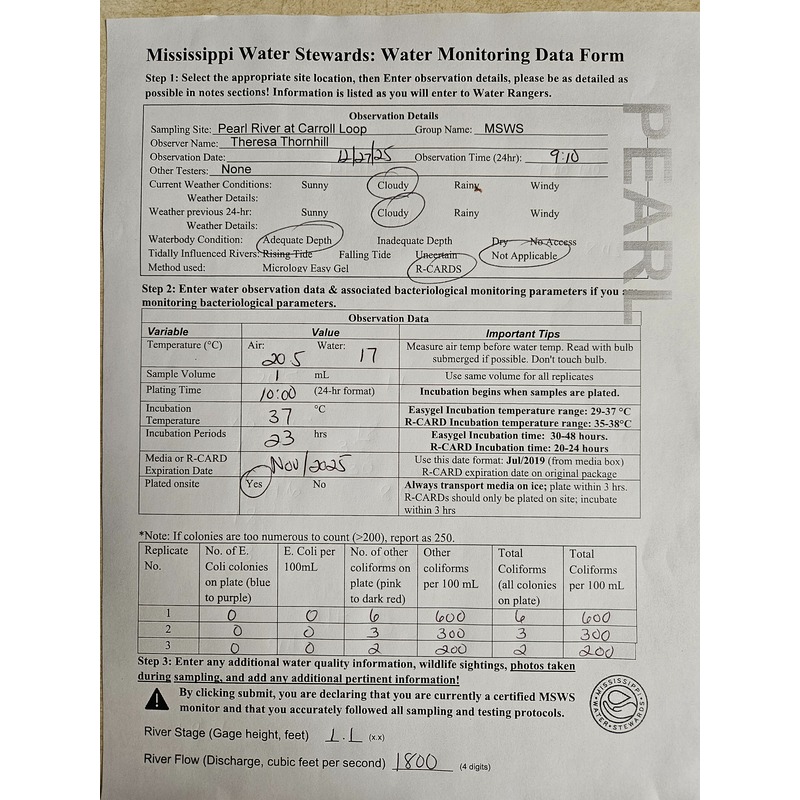 Mississippi Water Stewards: Water Monitoring Data Form
Step 1: Select the appropriate site location, then Enter observation details, please be as detailed as
possible in notes sections! Information is listed as you will enter to Water Rangers.
PEARL
Observation Details
Sampling Site: Pearl River at Carroll Loop Group Name: MSWS
Observer Name: Theresa Thornhill
Observation Date: 12/27/25 Observation Time (24hr): 9:10
Other Testers: None
Current Weather Conditions: Sunny Cloudy Rainy Windy
Weather Details:
Weather previous 24-hr: Sunny Cloudy Rainy Windy
Weather Details:
Waterbody Condition: Adequate Depth Inadequate Depth Dry No Access
Tidally Influenced Rivers: Rising Tide Falling Tide Uncertain Not Applicable
Method used: Micrology Easy Gel R-CARDS
Step 2: Enter water observation data & associated bacteriological monitoring parameters if you are
monitoring bacteriological parameters.
Observation Data
Variable Value Important Tips
Temperature (°C) Air: 20.5 Water: 17 Measure air temp before water temp. Read with bulb
submerged if possible. Don't touch bulb.
Sample Volume 1 mL Use same volume for all replicates
Plating Time 10:00 (24-hr format) Incubation begins when samples are plated.
Incubation
Temperature 37 °C Easygel Incubation temperature range: 29-37 °C
R-CARD Incubation temperature range: 35-38°C
Incubation Periods 23 hrs Easygel Incubation time: 30-48 hours.
R-CARD Incubation time: 20-24 hours
Media or R-CARD
Expiration Date Nov/2025 Use this date format: Jul/2019 (from media box)
R-CARD expiration date on original package
Plated onsite Yes No Always transport media on ice; plate within 3 hrs.
R-CARDs should only be plated on site; incubate
within 3 hrs
*Note: If colonies are too numerous to count (>200), report as 250.
Replicate No. of E. E. Coli per No. of other Other Total Total
No. Coli colonies 100mL coliforms on coliforms Coliforms Coliforms
on plate (blue plate (pink per 100 mL (all colonies per 100 mL
to purple) to dark red) on plate)
1 0 0 6 600 6 600
2 0 0 3 300 3 300
3 0 0 2 200 2 200
Step 3: Enter any additional water quality information, wildlife sightings, photos taken
during sampling, and add any additional pertinent information!
By clicking submit, you are declaring that you are currently a certified MSWS
monitor and that you accurately followed all sampling and testing protocols.
MISSISSIPPI WATER STEWARDS
River Stage (Gage height, feet) 1.1 (x.x)
River Flow (Discharge, cubic feet per second) 1800 (4 digits)